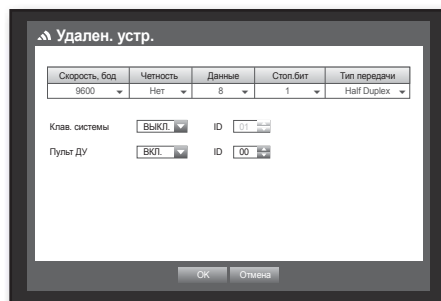 Удален. устр.
Скорость, бод Четность Данные Стоп.бит Тип передачи
9600 Нет 8 1 Half Duplex
Клав. системы ВЫКЛ. ID 01
Пульт ДУ ВКЛ. ID 00
OK Отмена